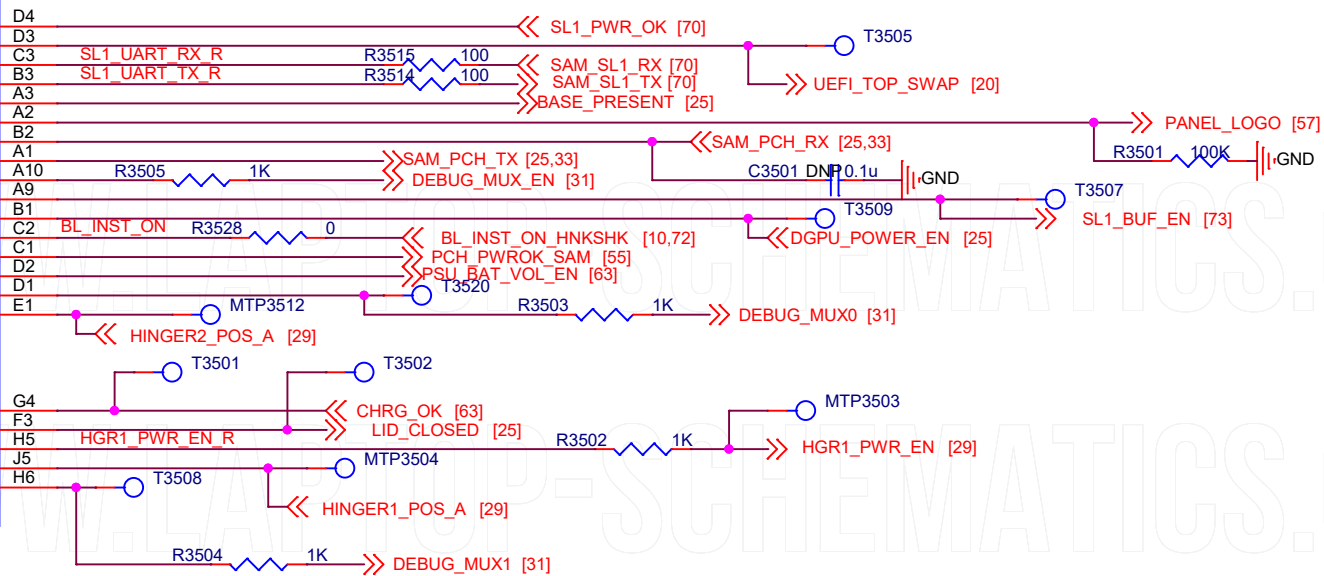 D4 SL1_PWR_OK [70]
D3 T3505
C3 SL1_UART_RX_R R3515 100 SAM_SL1_RX [70]
B3 SL1_UART_TX_R R3514 100 SAM_SL1_TX [70] UEFI_TOP_SWAP [20]
A3 BASE_PRESENT [25]
A2 PANEL_LOGO [57]
B2 SAM_PCH_RX [25,33]
A1 SAM_PCH_TX [25,33] R3501 100K GND
A10 R3505 1K DEBUG_MUX_EN [31] C3501 DNP 0.1u GND
A9 T3507
B1 T3509 SL1_BUF_EN [73]
C2 BL_INST_ON R3528 0 BL_INST_ON_HNKSHK [10,72] DGPU_POWER_EN [25]
C1 PCH_PWROK_SAM [55]
D2 PSU_BAT_VOL_EN [63]
D1 T3520
E1 MTP3512 R3503 1K DEBUG_MUX0 [31]
HINGER2_POS_A [29]
T3501 T3502
G4 CHRG_OK [63] MTP3503
F3 LID_CLOSED [25]
H5 HGR1_PWR_EN_R R3502 1K HGR1_PWR_EN [29]
J5 MTP3504
H6 T3508
HINGER1_POS_A [29]
R3504 1K DEBUG_MUX1 [31]
W.LAPTOP-SCHEMATICS.
W.LAPTOP-SCHEMATICS.